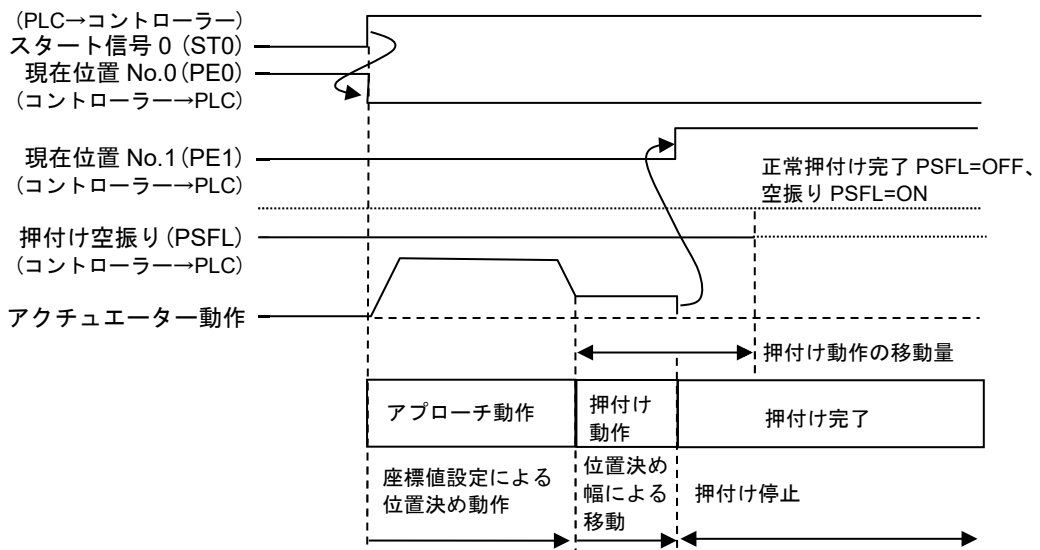 (PLC→コントローラー)
スタート信号 0 (ST0)
現在位置 No.0(PE0)
(コントローラー→PLC)
現在位置 No.1(PE1)
(コントローラー→PLC)
正常押付け完了 PSFL=OFF、
空振り PSFL=ON
押付け空振り(PSFL)
(コントローラー→PLC)
アクチュエーター動作
押付け動作の移動量
アプローチ動作
押付け
動作
押付け完了
座標値設定による
位置決め動作
位置決め
幅による
移動
押付け停止